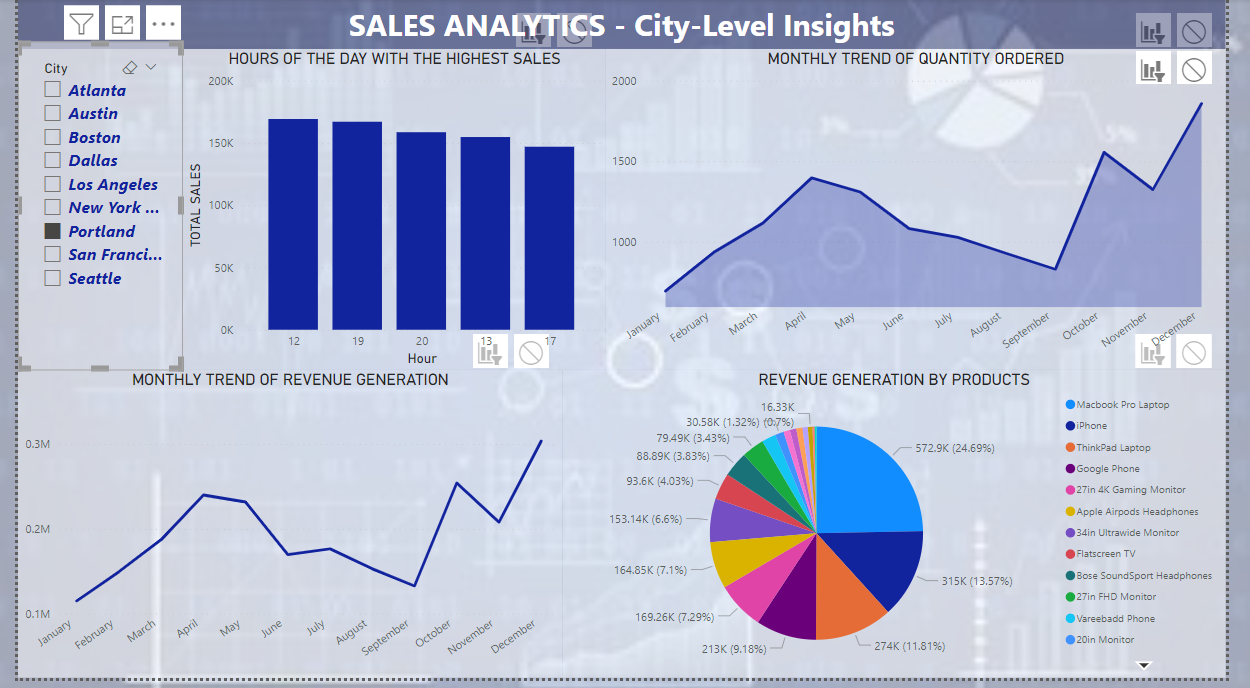 SALES ANALYTICS - City-Level Insights
City
Atlanta
Austin
Boston
Dallas
Los Angeles
New York ...
Portland
San Franci...
Seattle
HOURS OF THE DAY WITH THE HIGHEST SALES
TOTAL SALES
200K
150K
100K
50K
0K
12
19
20
13
17
Hour
MONTHLY TREND OF QUANTITY ORDERED
2000
1500
1000
January
February
March
April
May
June
July
August
September
October
November
December
MONTHLY TREND OF REVENUE GENERATION
0.3M
0.2M
0.1M
January
February
March
April
May
June
July
August
September
October
November
December
REVENUE GENERATION BY PRODUCTS
16.33K
(0.7%)
30.58K (1.32%)
79.49K (3.43%)
88.89K (3.83%)
93.6K (4.03%)
153.14K (6.6%)
164.85K (7.1%)
169.26K (7.29%)
213K (9.18%)
274K (11.81%)
315K (13.57%)
572.9K (24.69%)
Macbook Pro Laptop
iPhone
ThinkPad Laptop
Google Phone
27in 4K Gaming Monitor
Apple Airpods Headphones
34in Ultrawide Monitor
Flatscreen TV
Bose SoundSport Headphones
27in FHD Monitor
Vareebadd Phone
20in Monitor